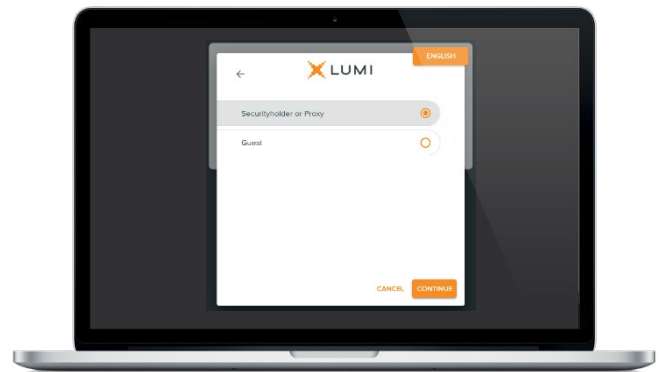 ENGLISH
LUMI
Securityholder or Proxy
Guest
CANCEL CONTINUE